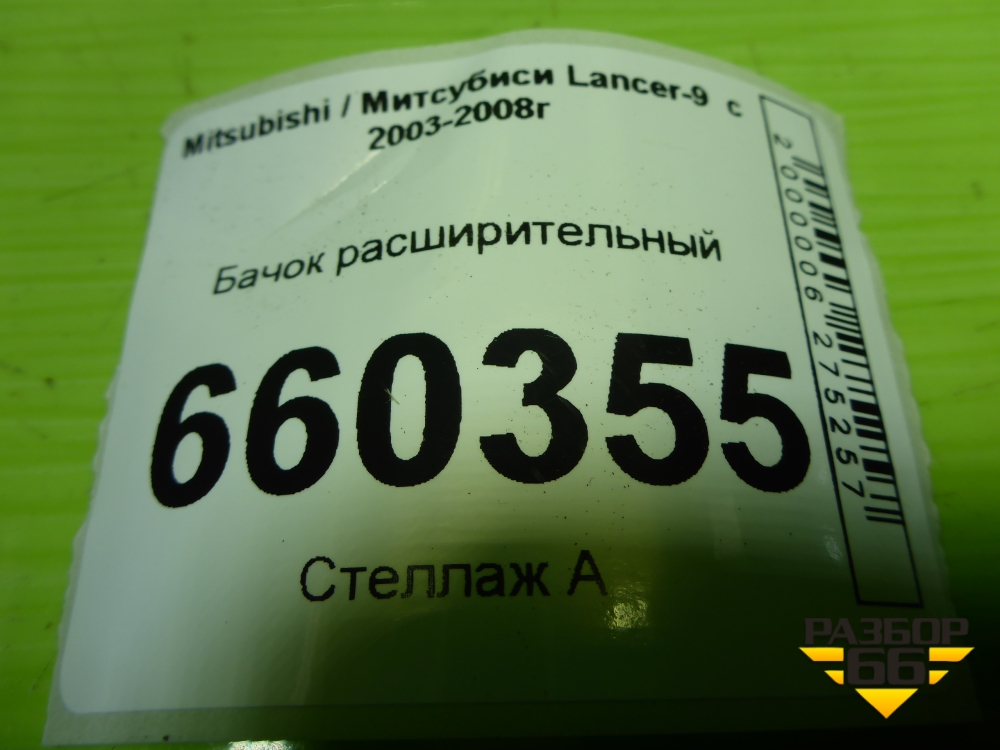 Mitsubishi / Митсубиси Lancer-9 с
2003-2008г
Бачок расширительный
660355
Стеллаж А
2000006275257
РАЗБОР
66